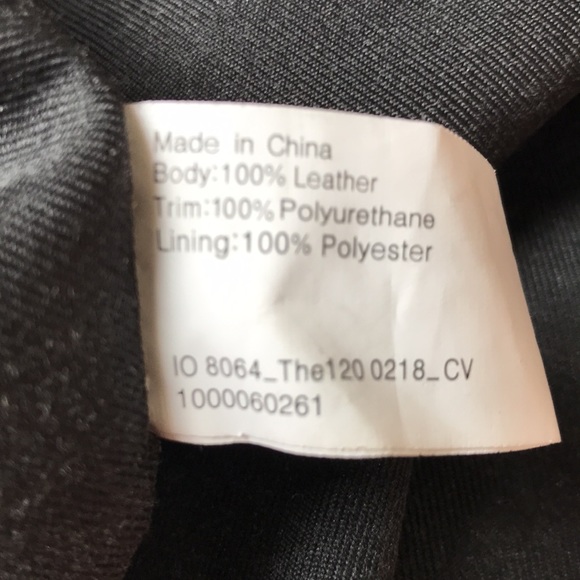 Made in China
Body:100% Leather
Trim:100% Polyurethane
Lining:100% Polyester
IO 8064_The120 0218_CV
1000060261